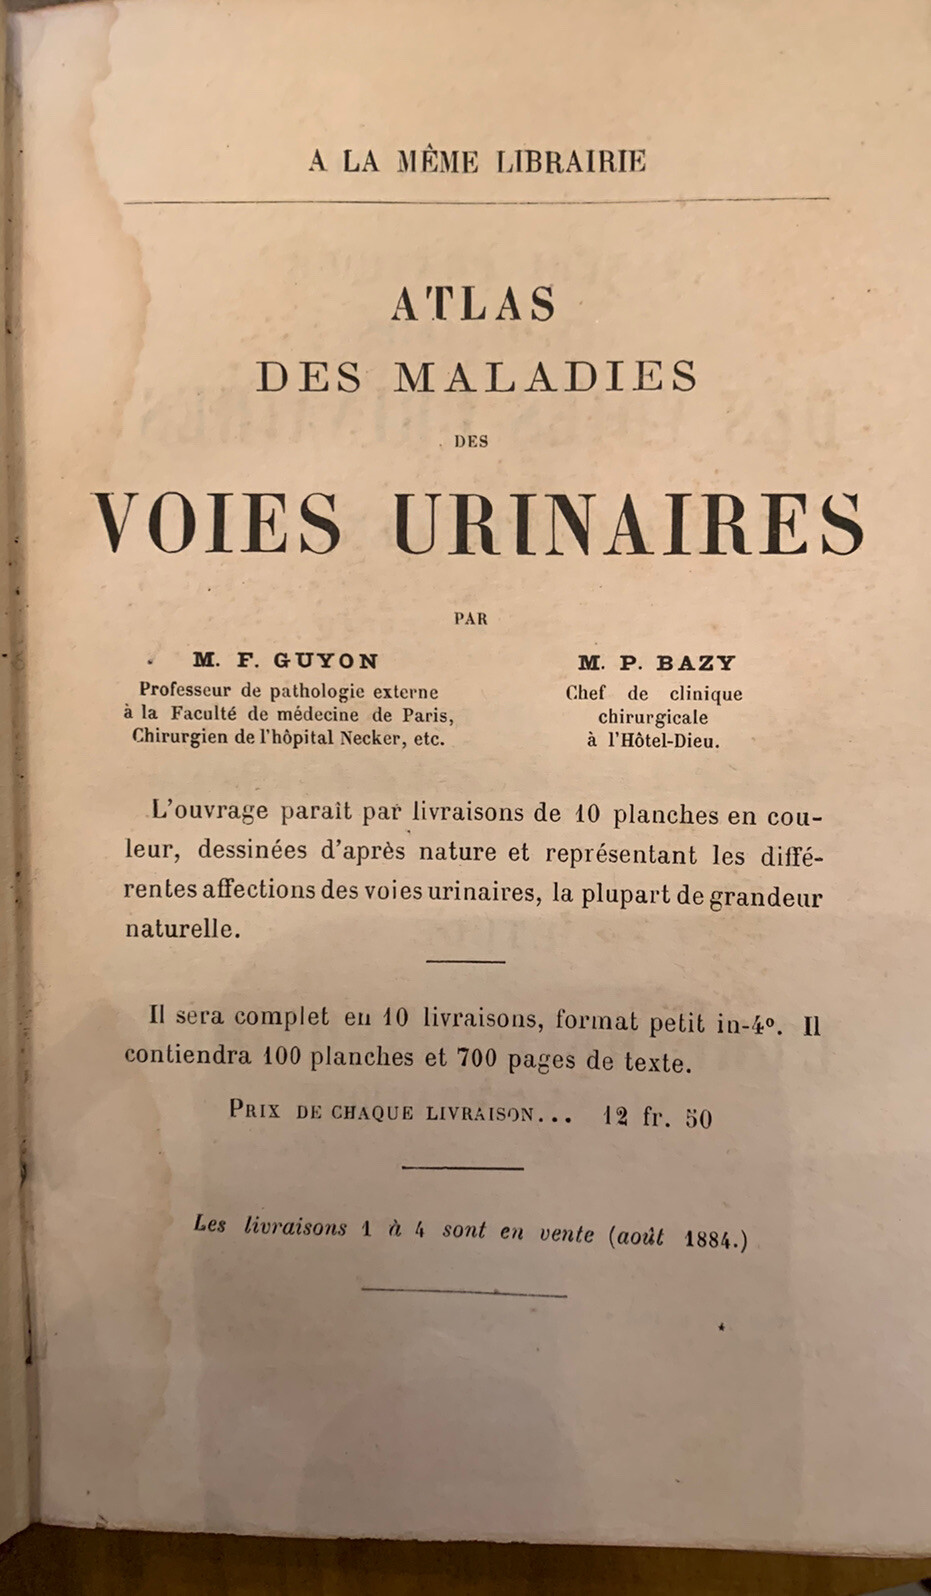 A LA MÊME LIBRAIRIE
ATLAS
DES MALADIES
DES
VOIES URINAIRES
PAR
M. F. GUYON
Professeur de pathologie externe
à la Faculté de médecine de Paris,
Chirurgien de l'hôpital Necker, etc.
M. P. BAZY
Chef de clinique
chirurgicale
à l'Hôtel-Dieu.
L'ouvrage paraît par livraisons de 10 planches en cou-
leur, dessinées d'après nature et représentant les diffé-
rentes affections des voies urinaires, la plupart de grandeur
naturelle.
Il sera complet en 10 livraisons, format petit in-4º. Il
contiendra 100 planches et 700 pages de texte.
PRIX DE CHAQUE LIVRAISON... 12 fr. 50
Les livraisons 1 à 4 sont en vente (août 1884.)